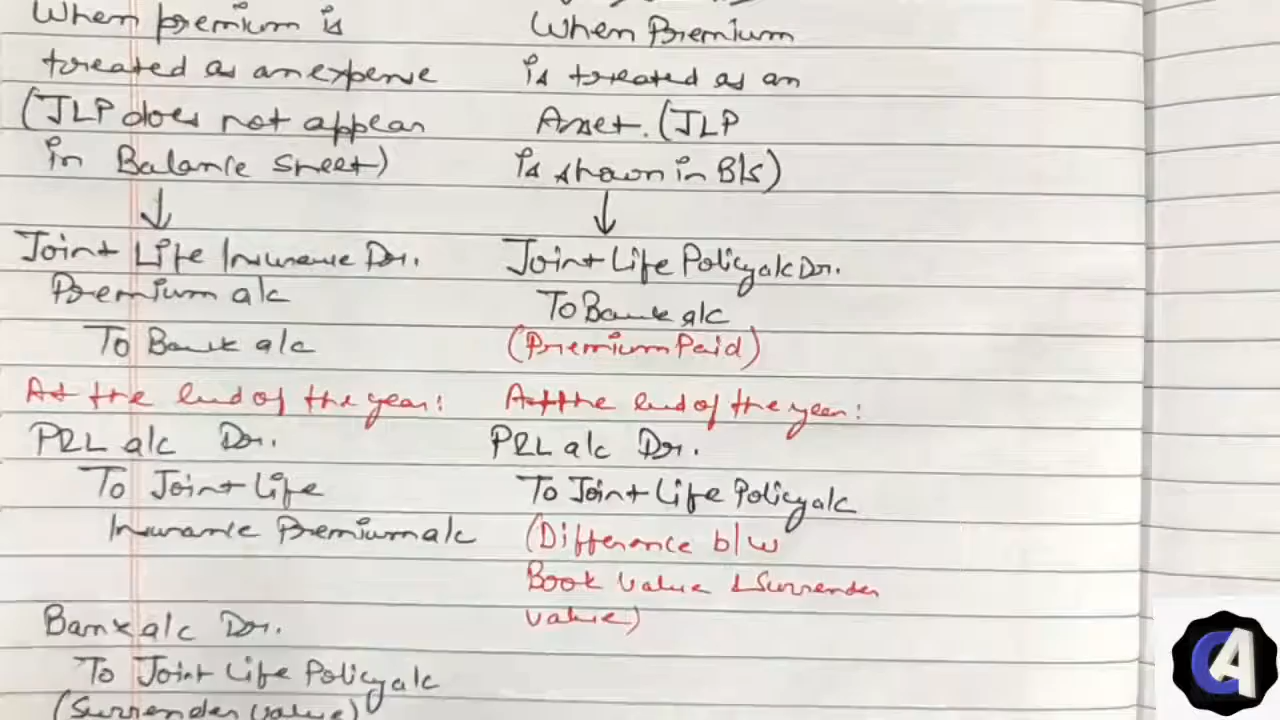 When premium is
treated as an expense
(JLP does not appear
in Balance sheet)
↓
Joint Life Insurance Dr.
Premium a/c
To Bank a/c
At the end of the year:
P&L a/c Dr.
To Joint Life
Insurance Premium a/c
Bank a/c Dr.
To Joint Life Policy a/c
(Surrender value)
When Premium
is treated as an
Asset. (JLP
is shown in B/S)
↓
Joint Life Policy a/c Dr.
To Bank a/c
(Premium Paid)
At the end of the year:
P&L a/c Dr.
To Joint Life Policy a/c
(Difference b/w
Book value & Surrender
value)
CA